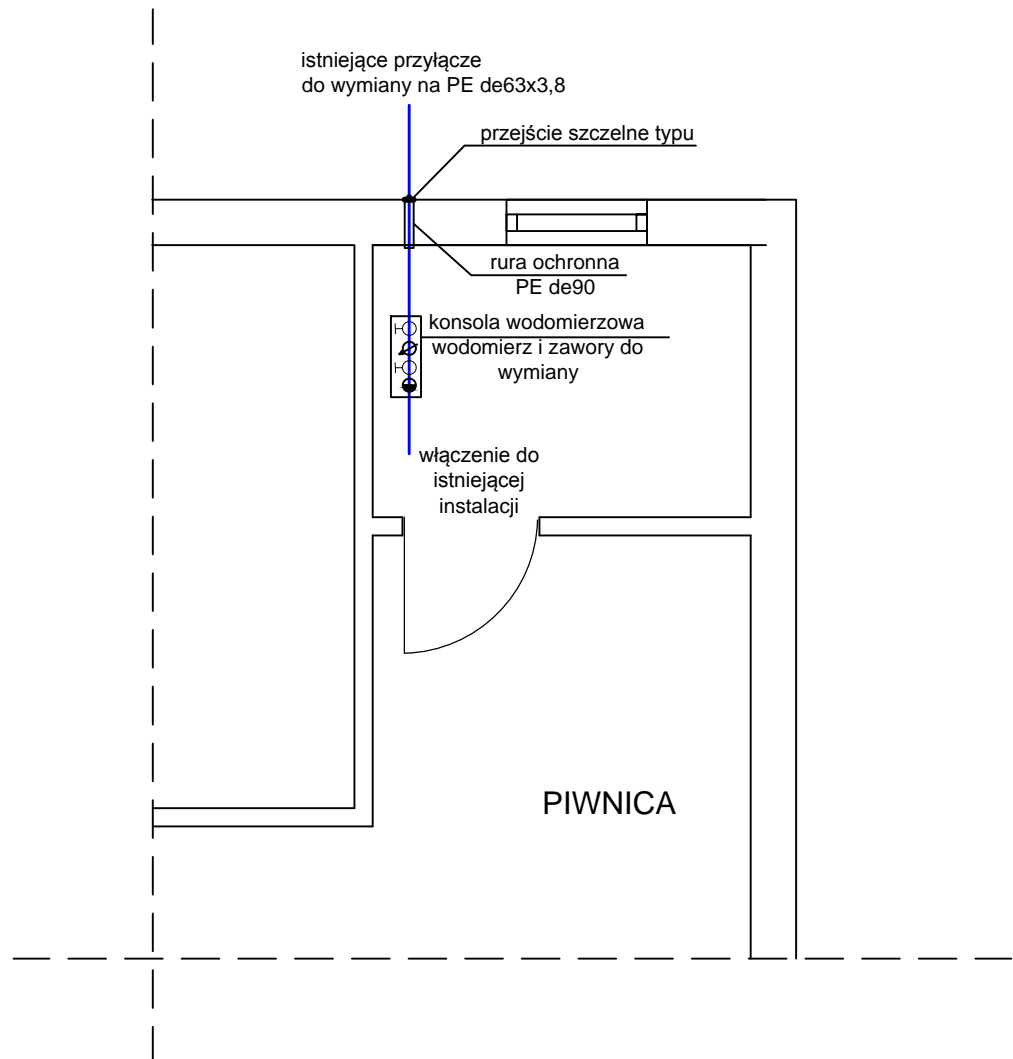 istniejące przyłącze
do wymiany na PE de63x3,8
przejście szczelne typu
rura ochronna
PE de90
konsola wodomierzowa
wodomierz i zawory do
wymiany
włączenie do
istniejącej
instalacji
PIWNICA